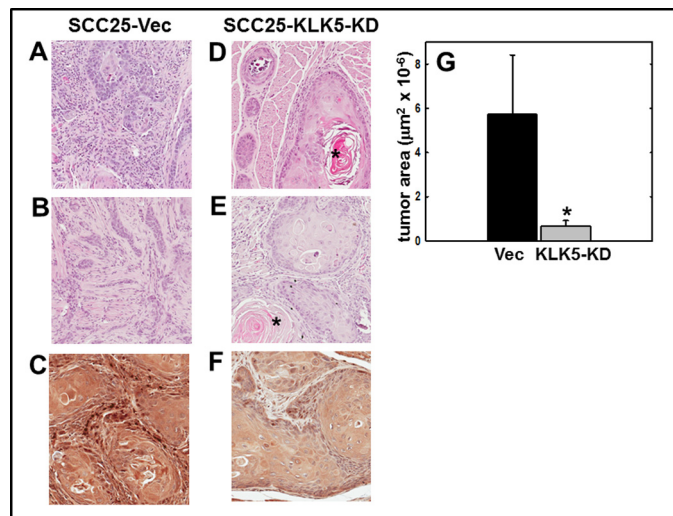 SCC25-Vec
SCC25-KLK5-KD
A
D
*
B
E
*
C
F
G
tumor area (μm² x 10⁻⁶)
8
6
4
2
0
*
Vec
KLK5-KD